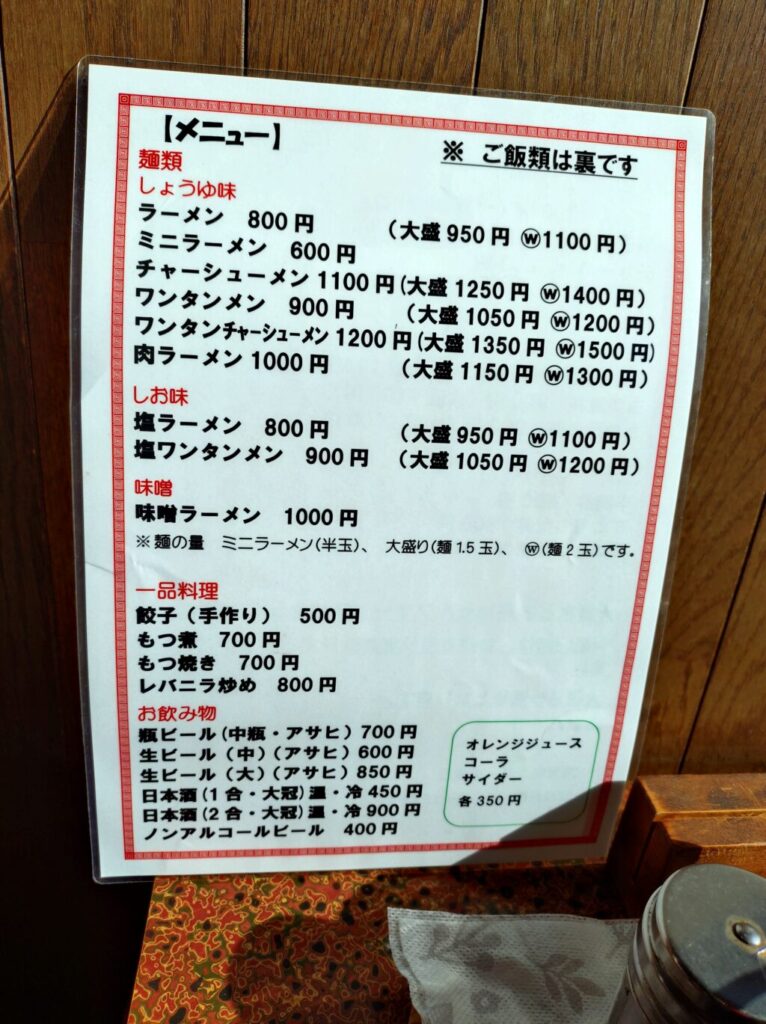 【メニュー】
※ ご飯類は裏です
麺類
しょうゆ味
ラーメン 800円 (大盛950円 ⓦ1100円)
ミニラーメン 600円
チャーシューメン 1100円(大盛1250円 ⓦ1400円)
ワンタンメン 900円 (大盛1050円 ⓦ1200円)
ワンタンチャーシューメン 1200円(大盛1350円 ⓦ1500円)
肉ラーメン 1000円 (大盛1150円 ⓦ1300円)
しお味
塩ラーメン 800円 (大盛950円 ⓦ1100円)
塩ワンタンメン 900円 (大盛1050円 ⓦ1200円)
味噌
味噌ラーメン 1000円
※麺の量 ミニラーメン(半玉)、 大盛り(麺1.5玉)、 ⓦ(麺2玉)です。
一品料理
餃子(手作り) 500円
もつ煮 700円
もつ焼き 700円
レバニラ炒め 800円
お飲み物
瓶ビール(中瓶・アサヒ)700円
生ビール(中)(アサヒ)600円
生ビール(大)(アサヒ)850円
日本酒(1合・大冠)温・冷450円
日本酒(2合・大冠)温・冷900円
ノンアルコールビール 400円
オレンジジュース
コーラ
サイダー
各350円